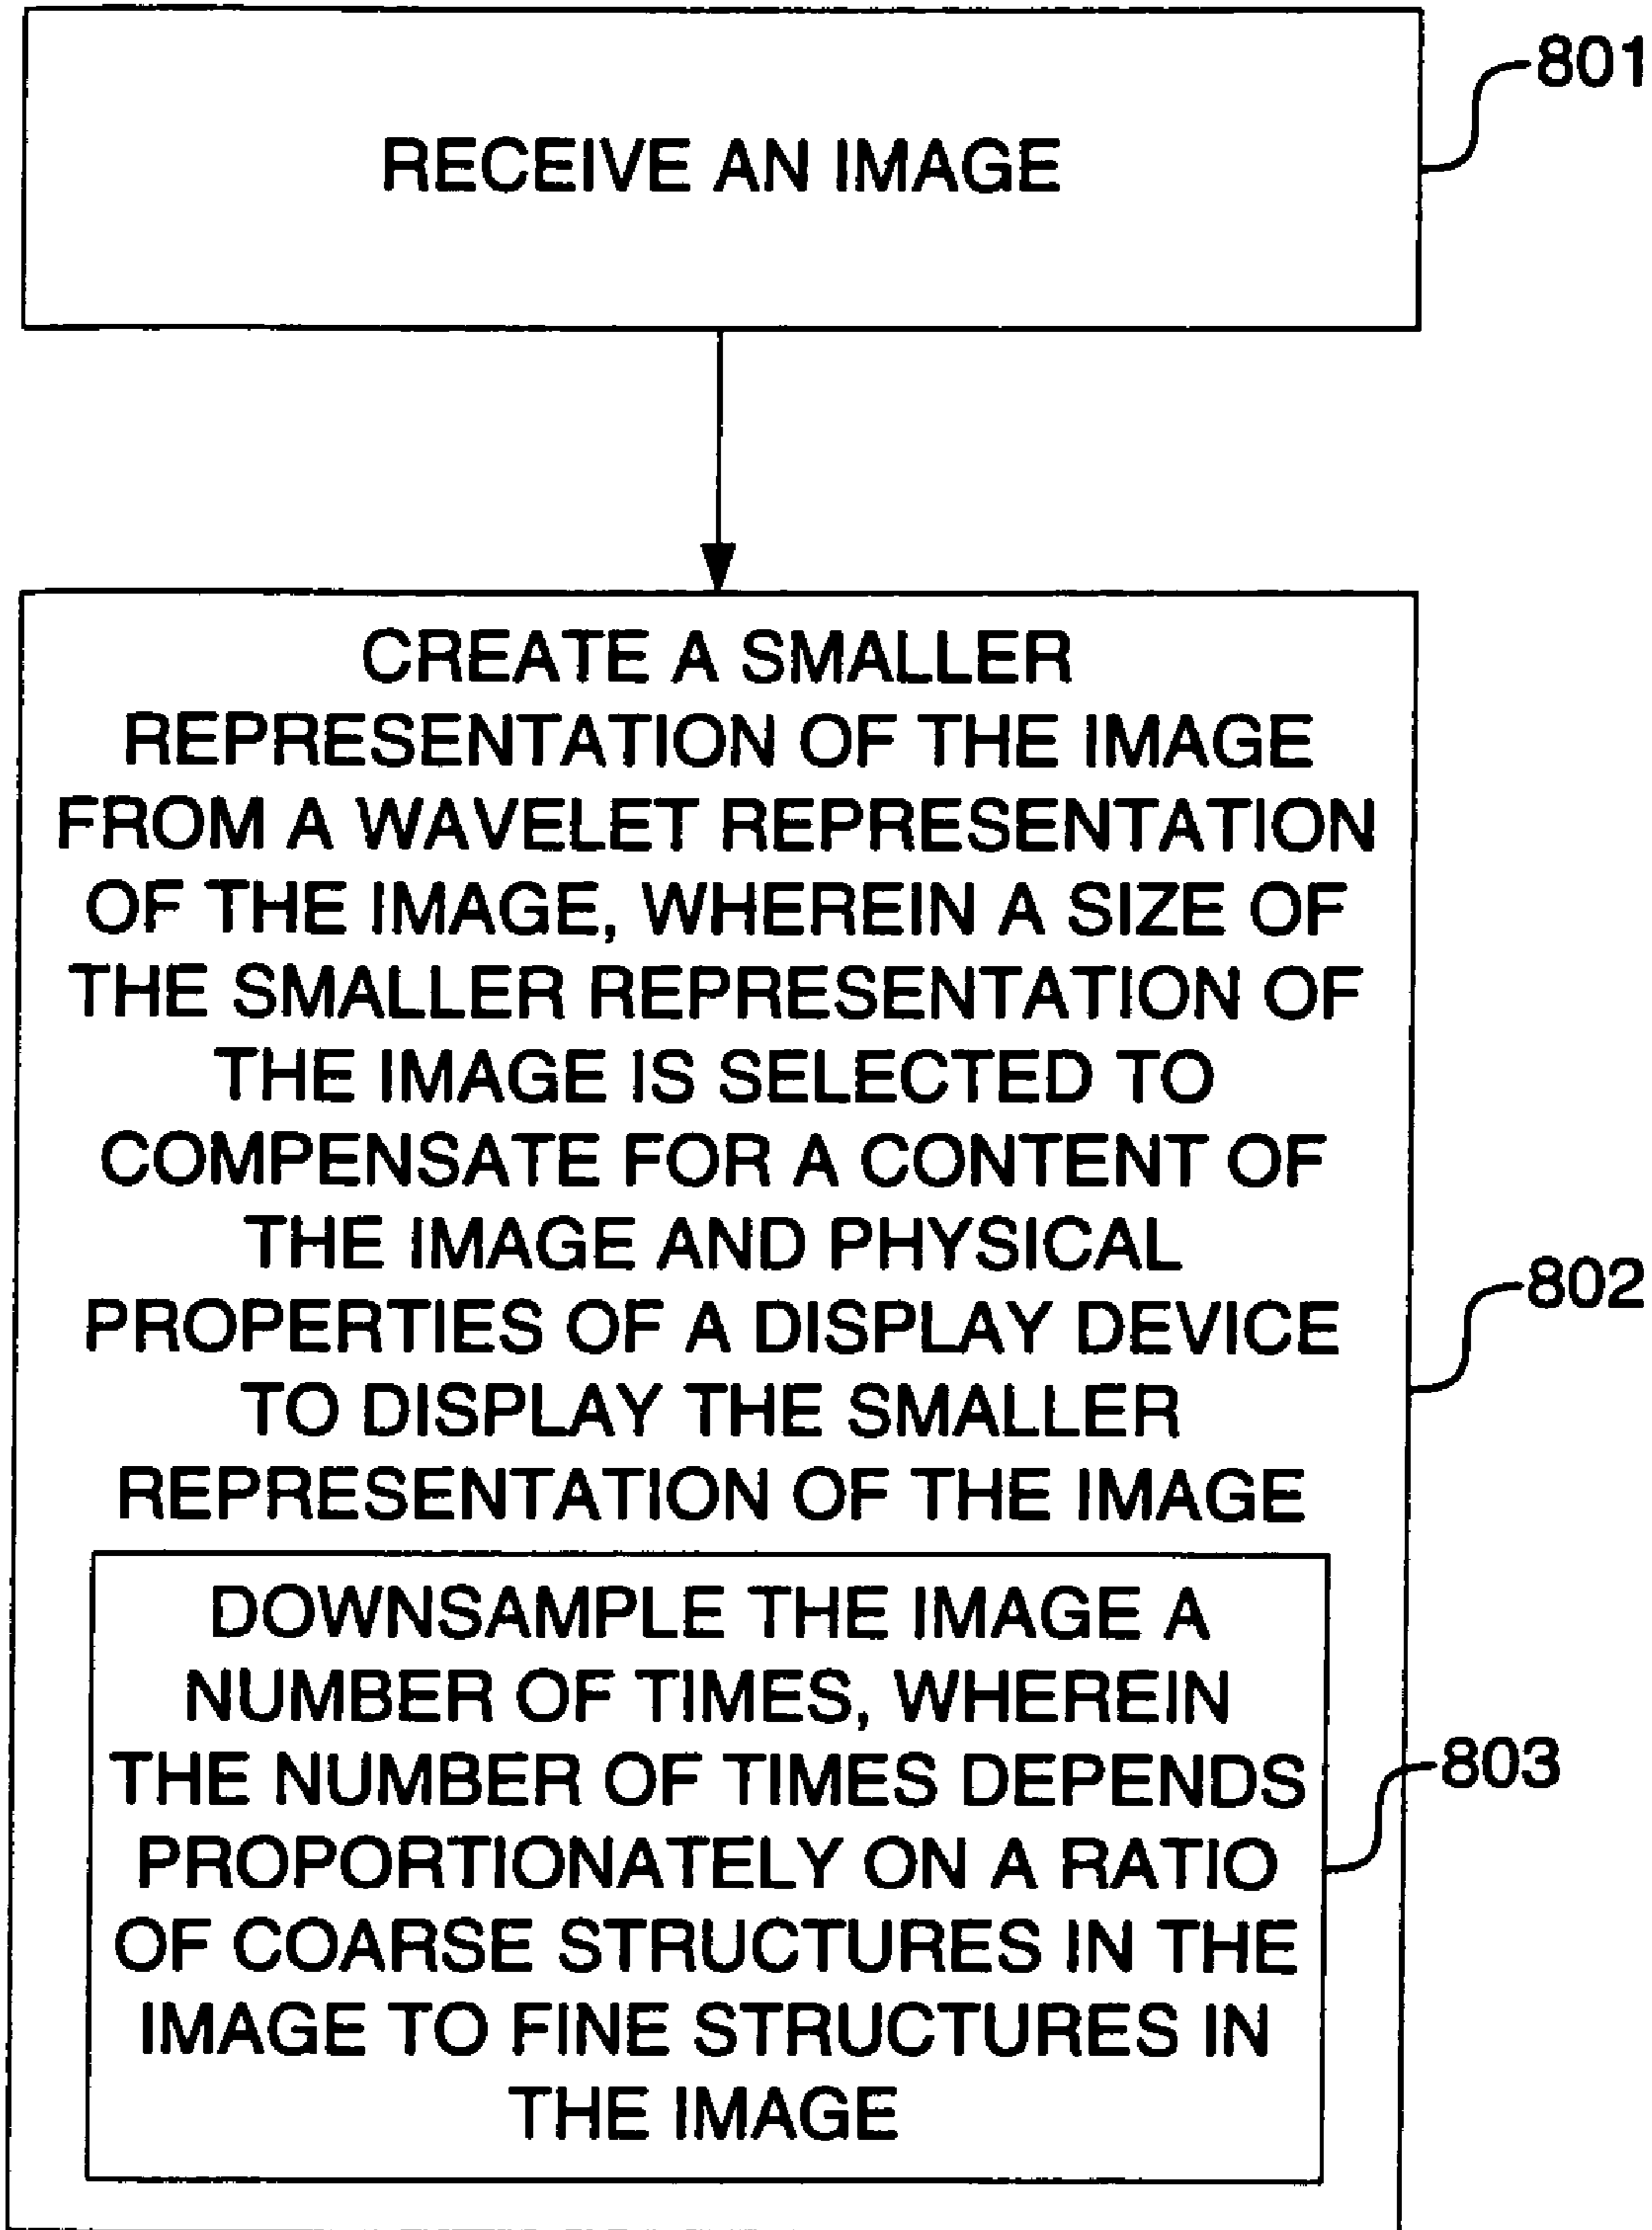 801
RECEIVE AN IMAGE
CREATE A SMALLER
REPRESENTATION OF THE IMAGE
FROM A WAVELET REPRESENTATION
OF THE IMAGE, WHEREIN A SIZE OF
THE SMALLER REPRESENTATION OF
THE IMAGE IS SELECTED TO
COMPENSATE FOR A CONTENT OF
THE IMAGE AND PHYSICAL
PROPERTIES OF A DISPLAY DEVICE
TO DISPLAY THE SMALLER
REPRESENTATION OF THE IMAGE
802
DOWNSAMPLE THE IMAGE A
NUMBER OF TIMES, WHEREIN
THE NUMBER OF TIMES DEPENDS
PROPORTIONATELY ON A RATIO
OF COARSE STRUCTURES IN THE
IMAGE TO FINE STRUCTURES IN
THE IMAGE
803